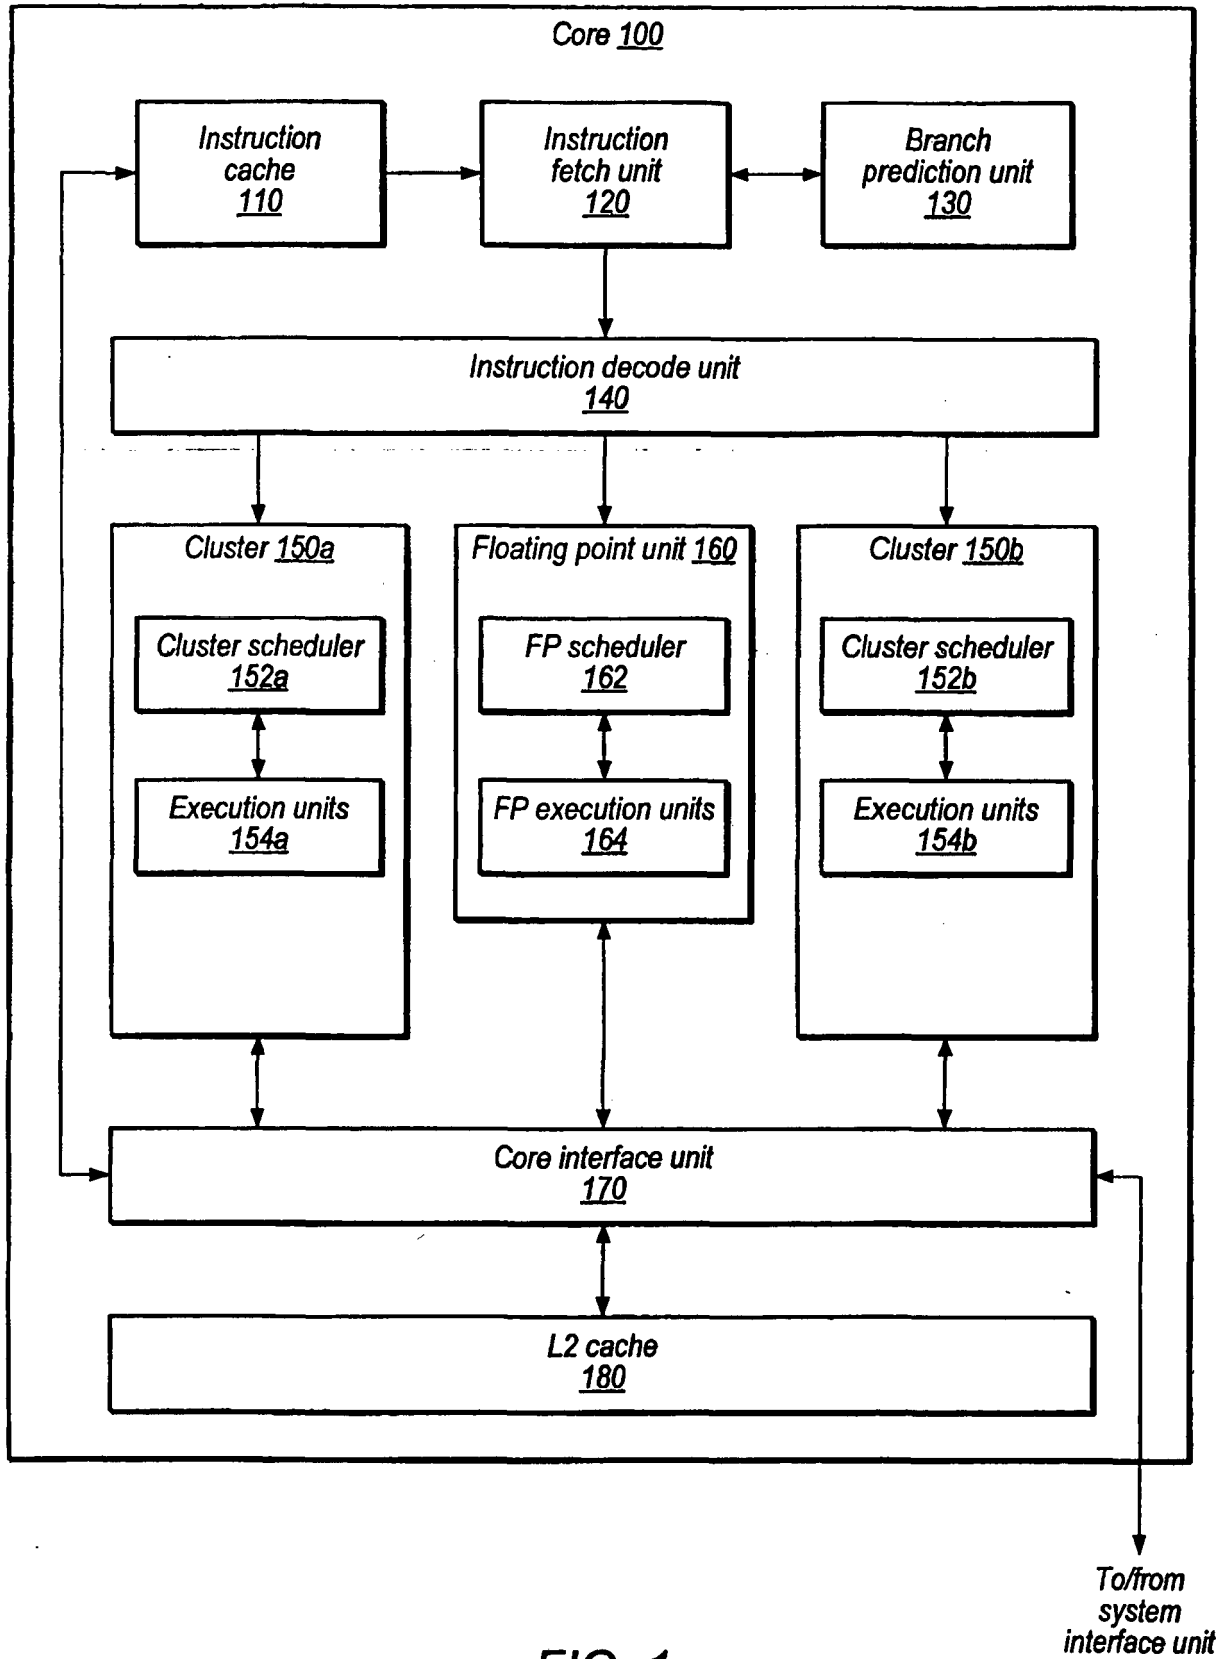 Core 100
Instruction
cache
110
Instruction
fetch unit
120
Branch
prediction unit
130
Instruction decode unit
140
Cluster 150a
Floating point unit 160
Cluster 150b
Cluster scheduler
152a
FP scheduler
162
Cluster scheduler
152b
Execution units
154a
FP execution units
164
Execution units
154b
Core interface unit
170
L2 cache
180
To/from
system
interface unit
FIG. 1